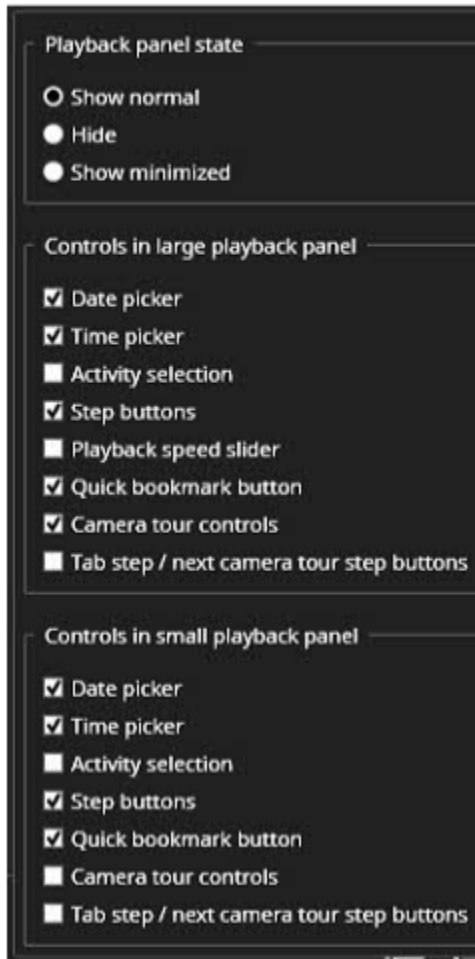 Playback panel state
Show normal
Hide
Show minimized
Controls in large playback panel
Date picker
Time picker
Activity selection
Step buttons
Playback speed slider
Quick bookmark button
Camera tour controls
Tab step / next camera tour step buttons
Controls in small playback panel
Date picker
Time picker
Activity selection
Step buttons
Quick bookmark button
Camera tour controls
Tab step / next camera tour step buttons